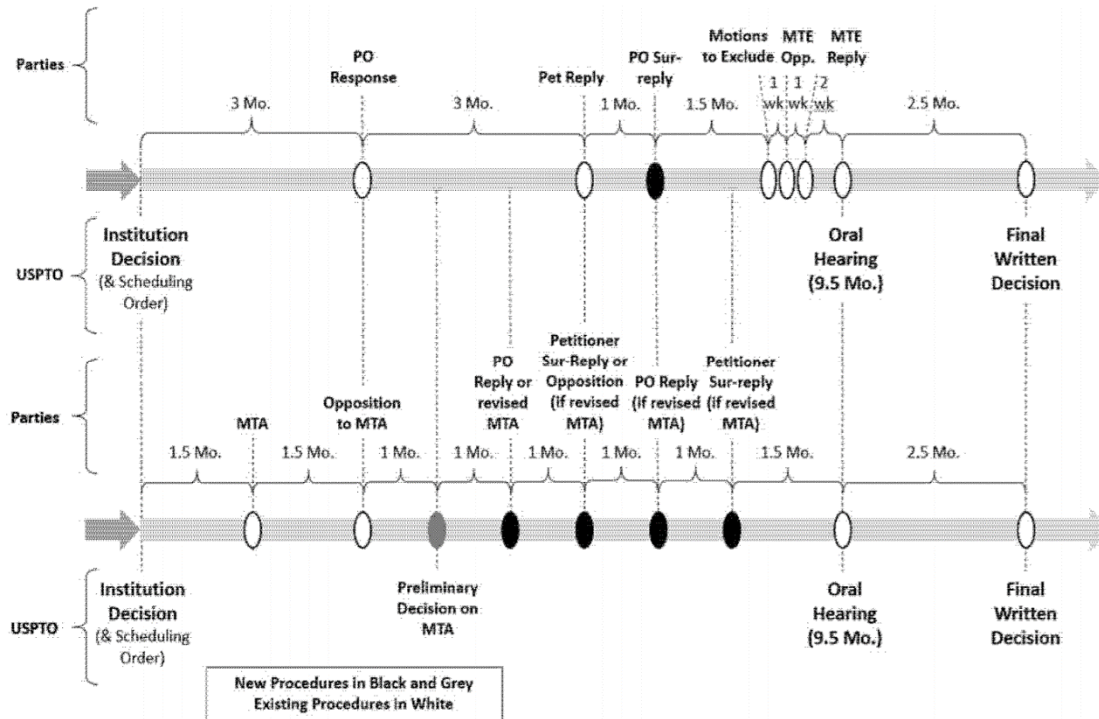 Parties
PO
Response
Pet Reply
PO Sur-
reply
Motions
to Exclude
MTE
Opp.
MTE
Reply
3 Mo.
3 Mo.
1 Mo.
1.5 Mo.
1
wk
1
wk
2
wk
2.5 Mo.
USPTO
Institution
Decision
(& Scheduling
Order)
Oral
Hearing
(9.5 Mo.)
Final
Written
Decision
Parties
MTA
Opposition
to MTA
PO
Reply or
revised
MTA
Petitioner
Sur-Reply or
Opposition
(if revised
MTA)
PO Reply
(if revised
MTA)
Petitioner
Sur-reply
(if revised
MTA)
1.5 Mo.
1.5 Mo.
1 Mo.
1 Mo.
1 Mo.
1 Mo.
1 Mo.
1.5 Mo.
2.5 Mo.
USPTO
Institution
Decision
(& Scheduling
Order)
Preliminary
Decision on
MTA
Oral
Hearing
(9.5 Mo.)
Final
Written
Decision
New Procedures in Black and Grey
Existing Procedures in White